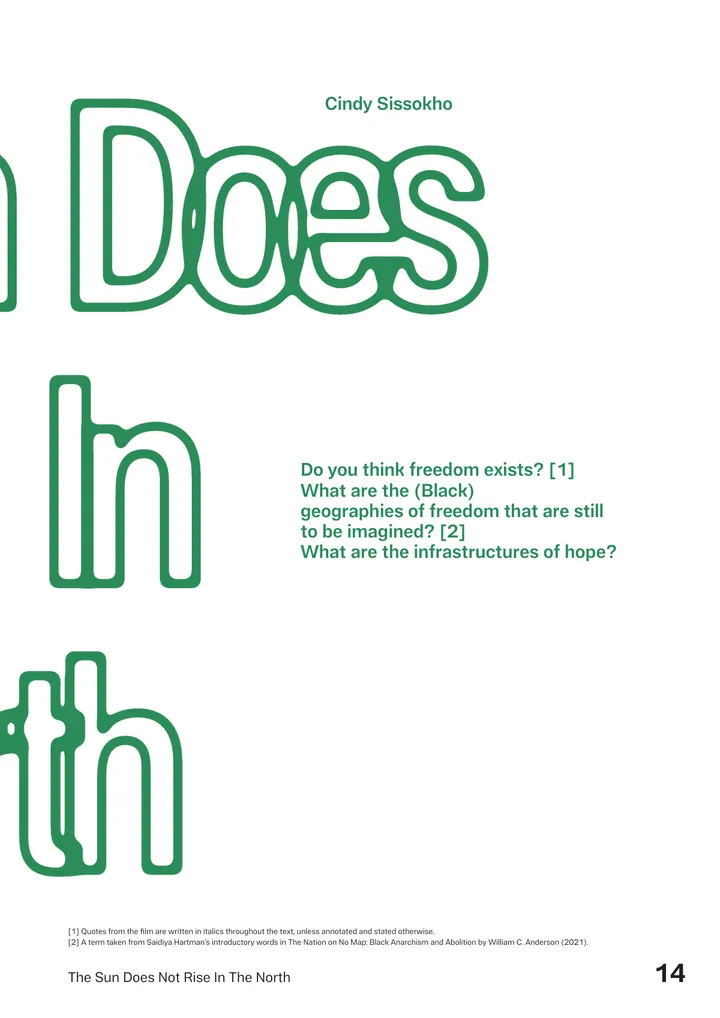 Cindy Sissokho
Does
In
th
Do you think freedom exists? [1]
What are the (Black)
geographies of freedom that are still
to be imagined? [2]
What are the infrastructures of hope?
[1] Quotes from the film are written in italics throughout the text, unless annotated and stated otherwise.
[2] A term taken from Saidiya Hartman's introductory words in The Nation on No Map: Black Anarchism and Abolition by William C. Anderson (2021).
The Sun Does Not Rise In The North
14